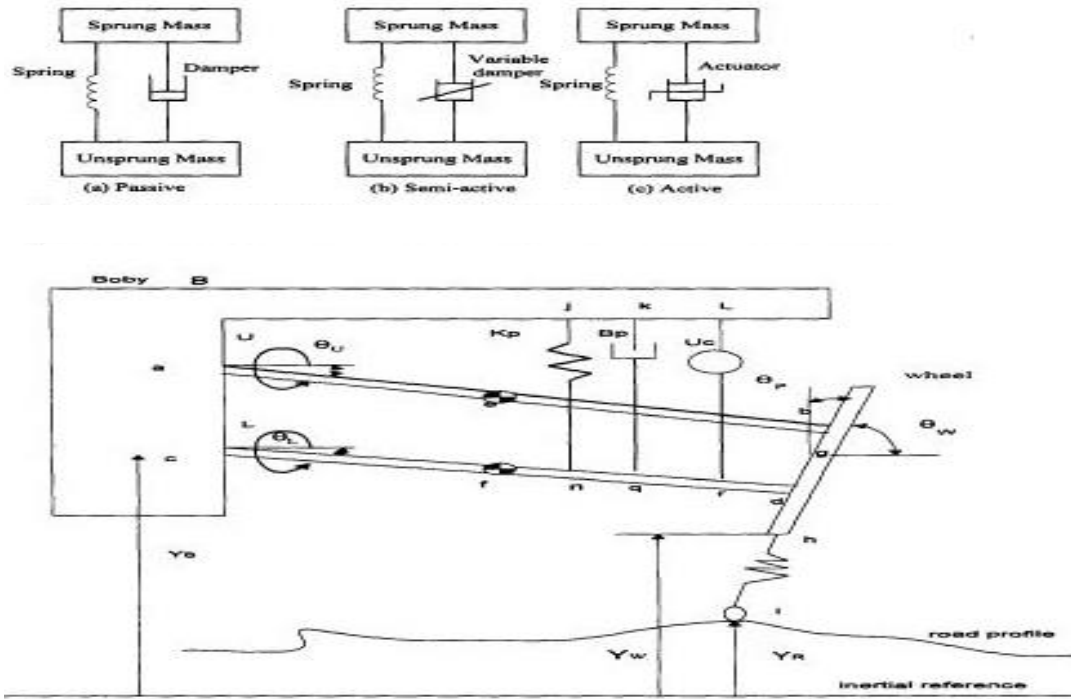 Sprung Mass Sprung Mass Sprung Mass
Spring Damper Spring Variable damper Spring Actuator
Unsprung Mass Unsprung Mass Unsprung Mass
(a) Passive (b) Semi-active (c) Active
Boby B
j k L
U θU Kp Bp Uc
a θP wheel
e b θW
L θL g
c f n q r d
h
YB
i
road profile
YW YR
inertial reference